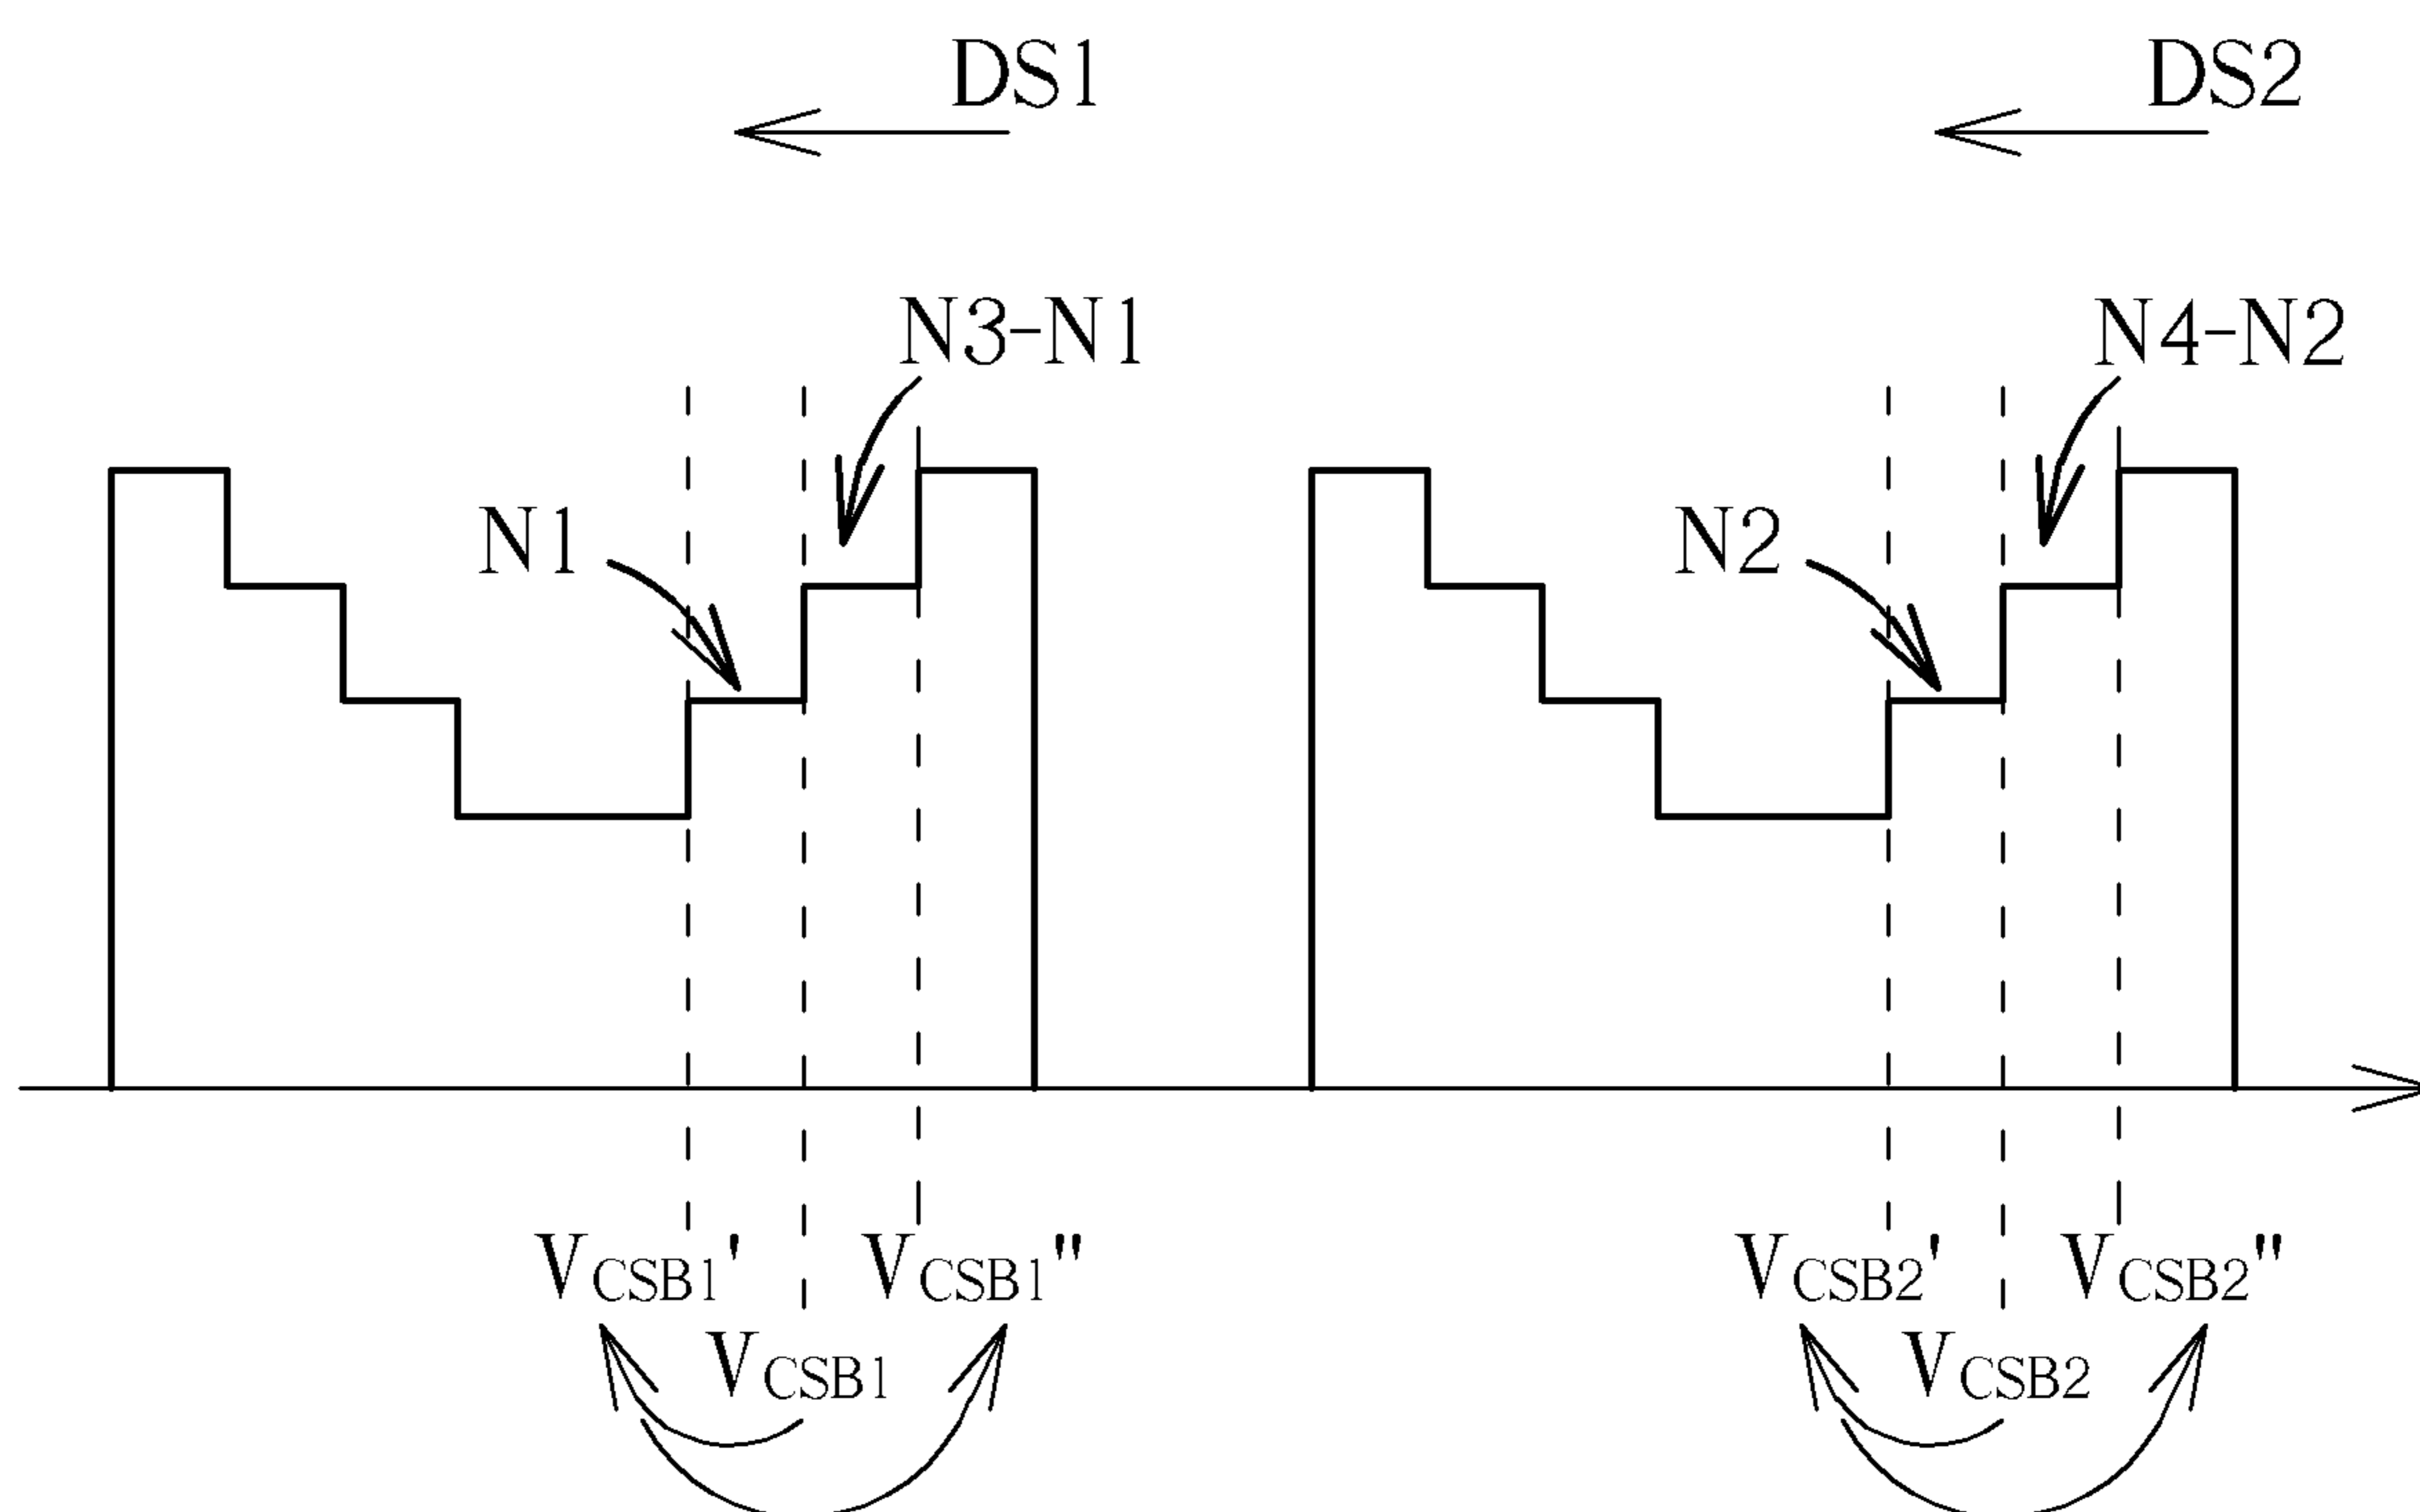 DS1 DS2
N3-N1 N4-N2
N1 N2
VCSB1' VCSB1" VCSB2' VCSB2"
VCSB1 VCSB2